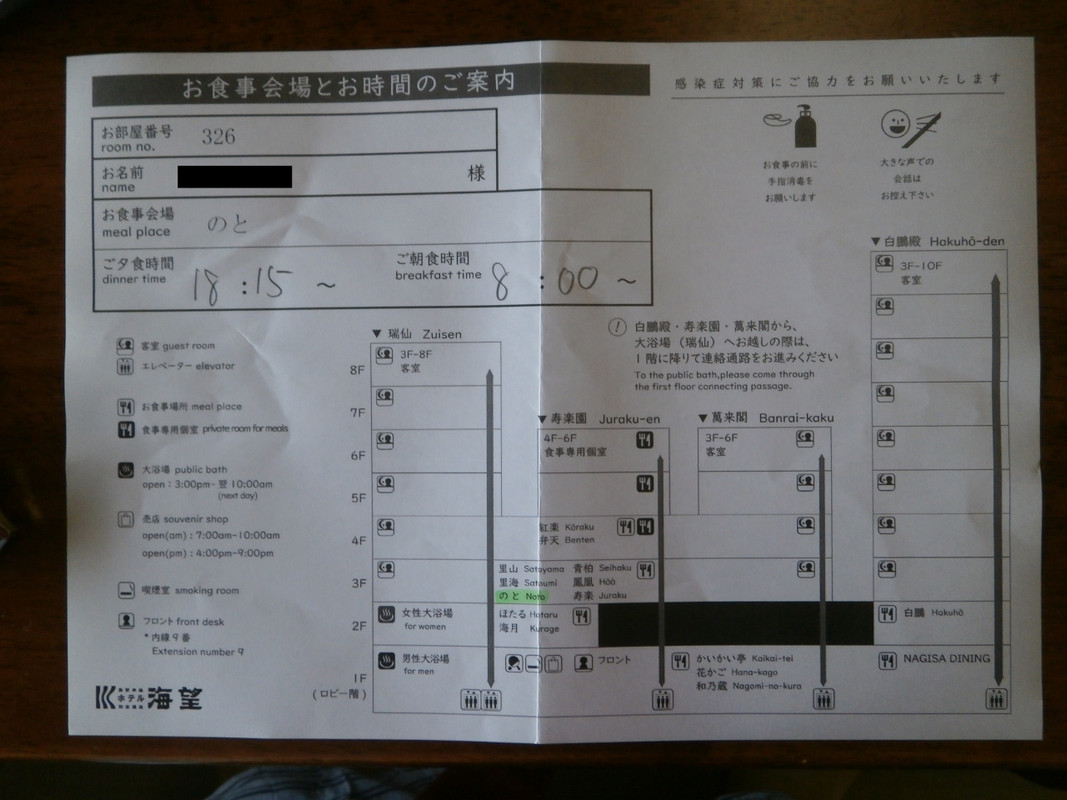 お食事会場とお時間のご案内
お部屋番号
room no.
326
お名前
name
様
お食事会場
meal place
のと
ご夕食時間
dinner time
18:15 ~
ご朝食時間
breakfast time
8:00 ~
感染症対策にご協力をお願いいたします
お食事の前に
手指消毒を
お願いします
大きな声での
会話は
お控え下さい
客室 guest room
エレベーター elevator
お食事場所 meal place
食事専用個室 private room for meals
大浴場 public bath
open : 3:00pm-翌 10:00am
(next day)
売店 souvenir shop
open(am) : 7:00am-10:00am
open(pm) : 4:00pm-9:00pm
喫煙室 smoking room
フロント front desk
*内線9番
Extension number 9
ホテル 海望
! 白鵬殿・寿楽園・萬来閣から、
大浴場(瑞仙)へお越しの際は、
1階に降りて連絡通路をお進みください
To the public bath,please come through
the first floor connecting passage.
▼瑞仙 Zuisen
3F-8F
客室
▼寿楽園 Juraku-en
4F-6F
食事専用個室
▼萬来閣 Banrai-kaku
3F-6F
客室
▼白鵬殿 Hakuhō-den
3F-10F
客室
8F
7F
6F
5F
4F
紅楽 Kōraku
弁天 Benten
3F
里山 Satoyama 青柏 Seihaku
里海 Satoumi 鳳凰 Hōō
のと Noto 寿楽 Juraku
2F
女性大浴場
for women
ほたる Hotaru
海月 Kurage
白鵬 Hakuhō
1F
(ロビー階)
男性大浴場
for men
フロント
かいかい亭 Kaikai-tei
花かご Hana-kago
和乃蔵 Nagomi-no-kura
NAGISA DINING